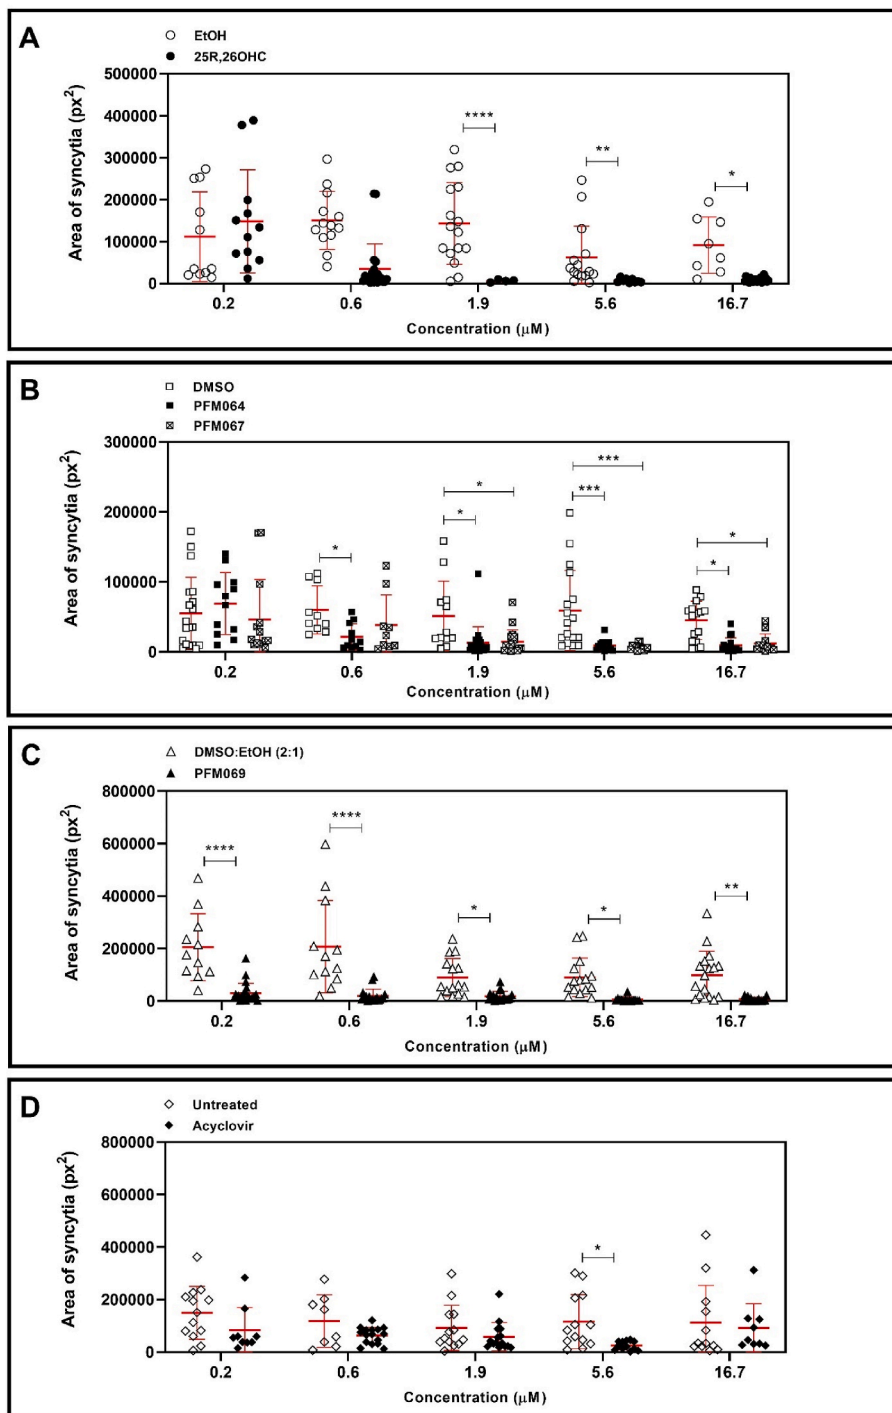 A
EtOH
25R,26OHC
Area of syncytia (px²)
500000
400000
300000
200000
100000
0
****
**
*
0.2 0.6 1.9 5.6 16.7
Concentration (μM)
B
DMSO
PFM064
PFM067
Area of syncytia (px²)
300000
200000
100000
0
*
*
*
***
***
*
*
0.2 0.6 1.9 5.6 16.7
Concentration (μM)
C
DMSO:EtOH (2:1)
PFM069
Area of syncytia (px²)
800000
600000
400000
200000
0
****
****
*
*
**
0.2 0.6 1.9 5.6 16.7
Concentration (μM)
D
Untreated
Acyclovir
Area of syncytia (px²)
800000
600000
400000
200000
0
*
0.2 0.6 1.9 5.6 16.7
Concentration (μM)